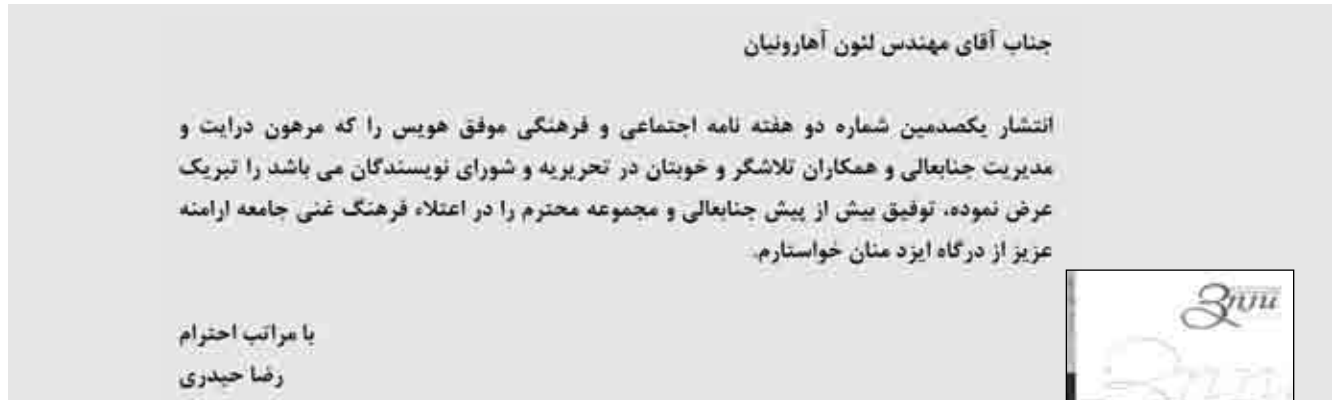 جناب آقای مهندس لئون آهارونیان
انتشار یکصدمین شماره دو هفته نامه اجتماعی و فرهنگی موفق هویس را که مرهون درایت و
مدیریت جنابعالی و همکاران تلاشگر و خوبتان در تحریریه و شورای نویسندگان می باشد را تبریک
عرض نموده، توفیق بیش از پیش جنابعالی و مجموعه محترم را در اعتلاء فرهنگ غنی جامعه ارامنه
عزیز از درگاه ایزد منان خواستارم.
با مراتب احترام
رضا حیدری